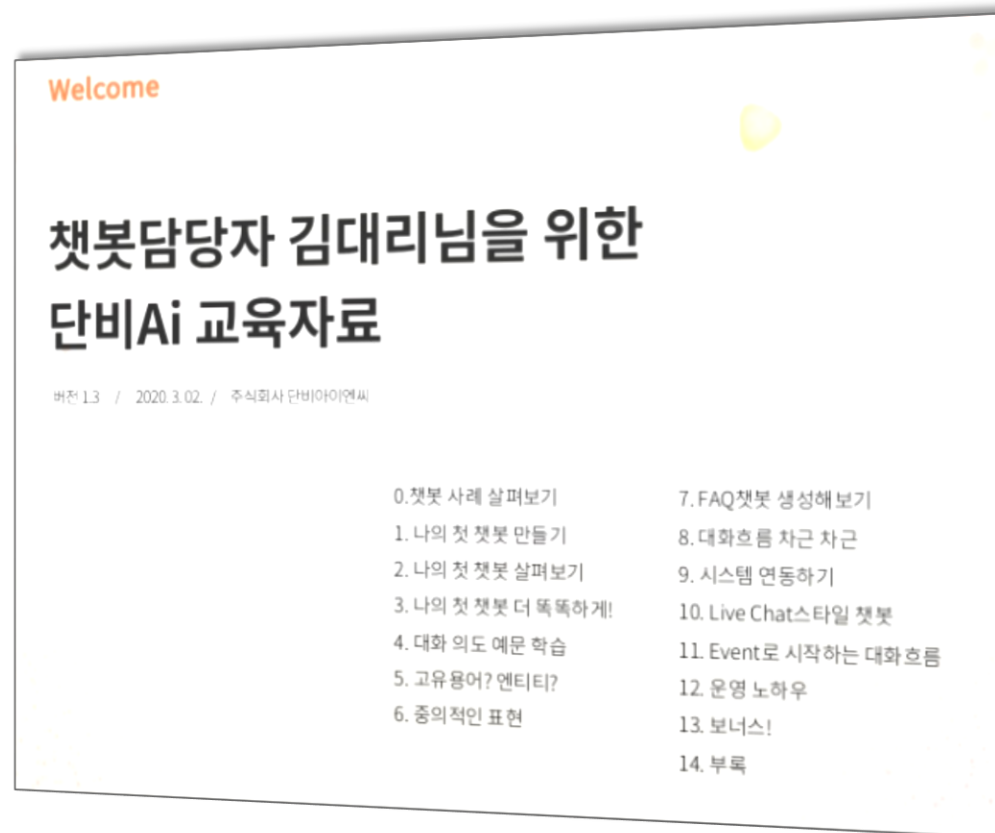 Welcome
챗봇담당자 김대리님을 위한
단비Ai 교육자료
버전 1.3 / 2020. 3. 02. / 주식회사 단비아이엔씨
0.챗봇 사례 살펴보기
1. 나의 첫 챗봇 만들기
2. 나의 첫 챗봇 살펴보기
3. 나의 첫 챗봇 더 똑똑하게!
4. 대화 의도 예문 학습
5. 고유용어? 엔티티?
6. 중의적인 표현
7. FAQ챗봇 생성해보기
8. 대화흐름 차근 차근
9. 시스템 연동하기
10. Live Chat스타일 챗봇
11. Event로 시작하는 대화흐름
12. 운영 노하우
13. 보너스!
14. 부록